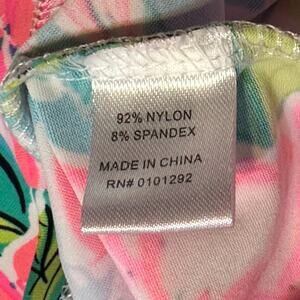 92% NYLON
8% SPANDEX
MADE IN CHINA
RN# 0101292